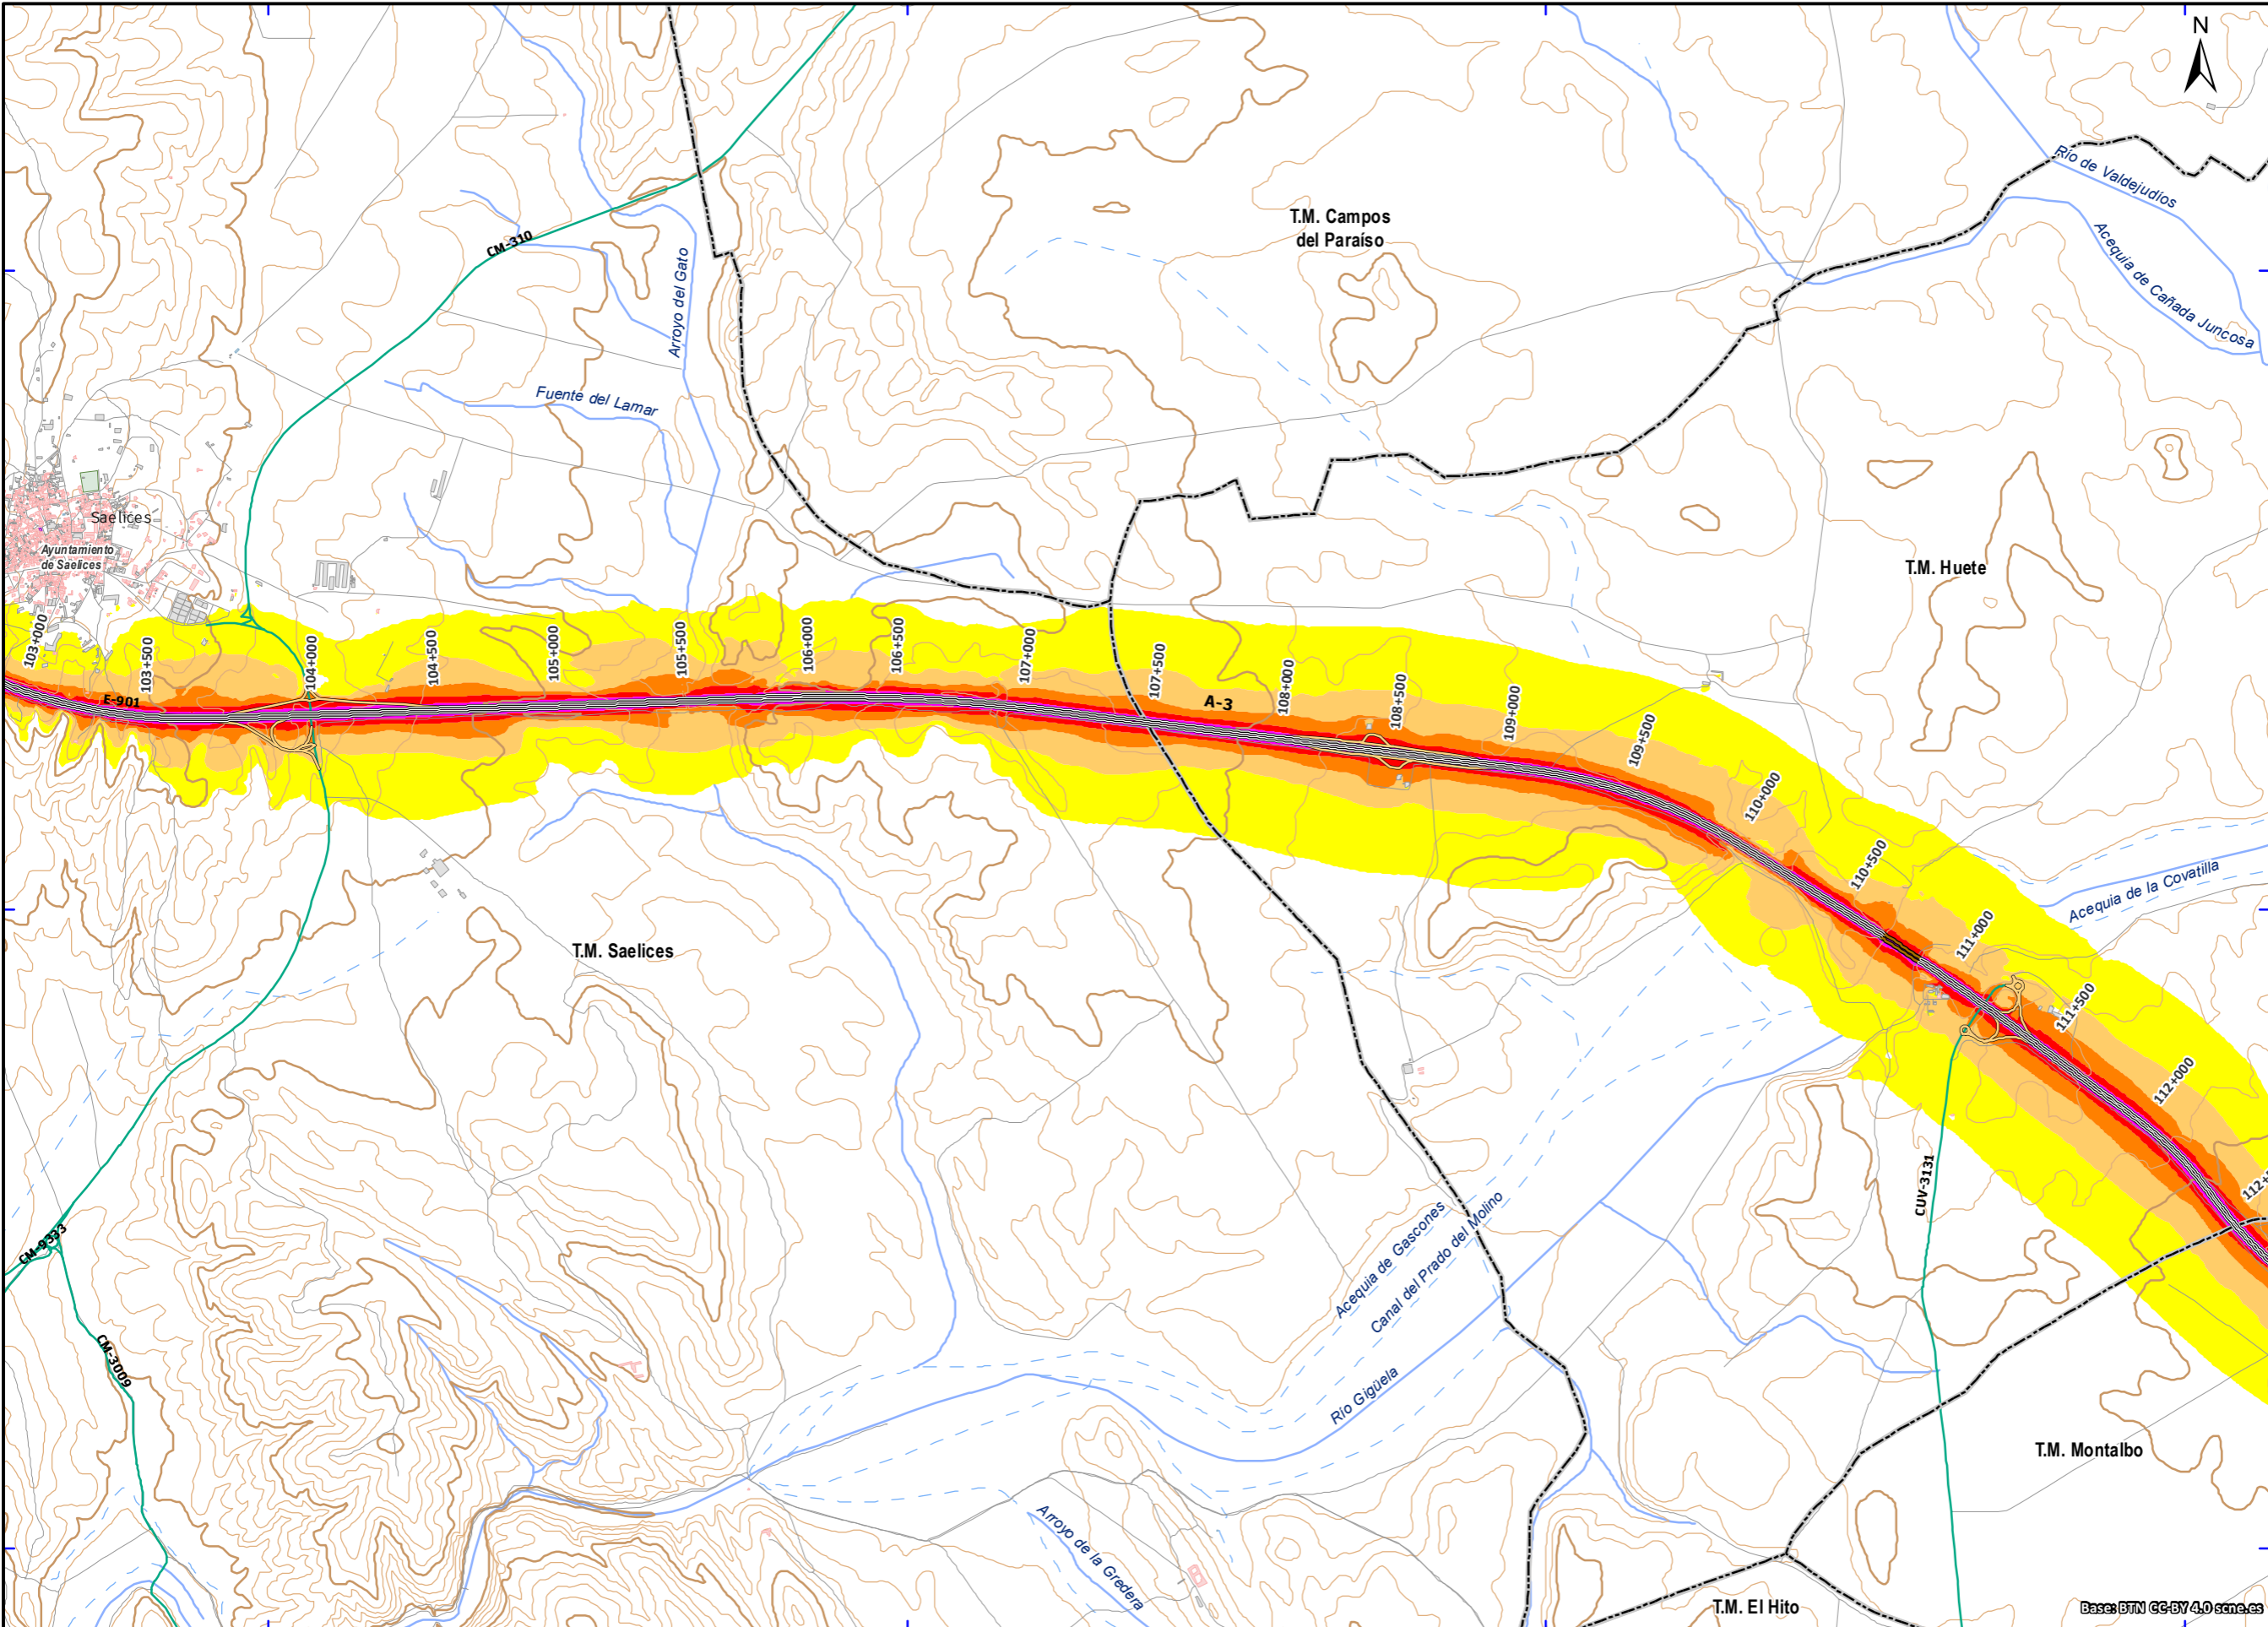 N
Río de Valdejudios
T.M. Campos
del Paraíso
CM-310
Arroyo del Gato
Acequia de Cañada Juncosa
Fuente del Lamar
Saelices
Ayuntamiento
de Saelices
T.M. Huete
103+000
103+500
104+000
104+500
105+000
105+500
106+000
106+500
107+000
107+500
108+000
108+500
109+000
109+500
110+000
110+500
111+000
111+500
112+000
112+
E-901
A-3
Acequia de la Covatilla
T.M. Saelices
CUV-3131
Acequia de Gascones
Canal del Prado del Molino
CM-9333
CM-3009
Río Gigüela
T.M. Montalbo
Arroyo de la Gredera
T.M. El Hito
Base: BTN CC-BY 4.0 scne.es